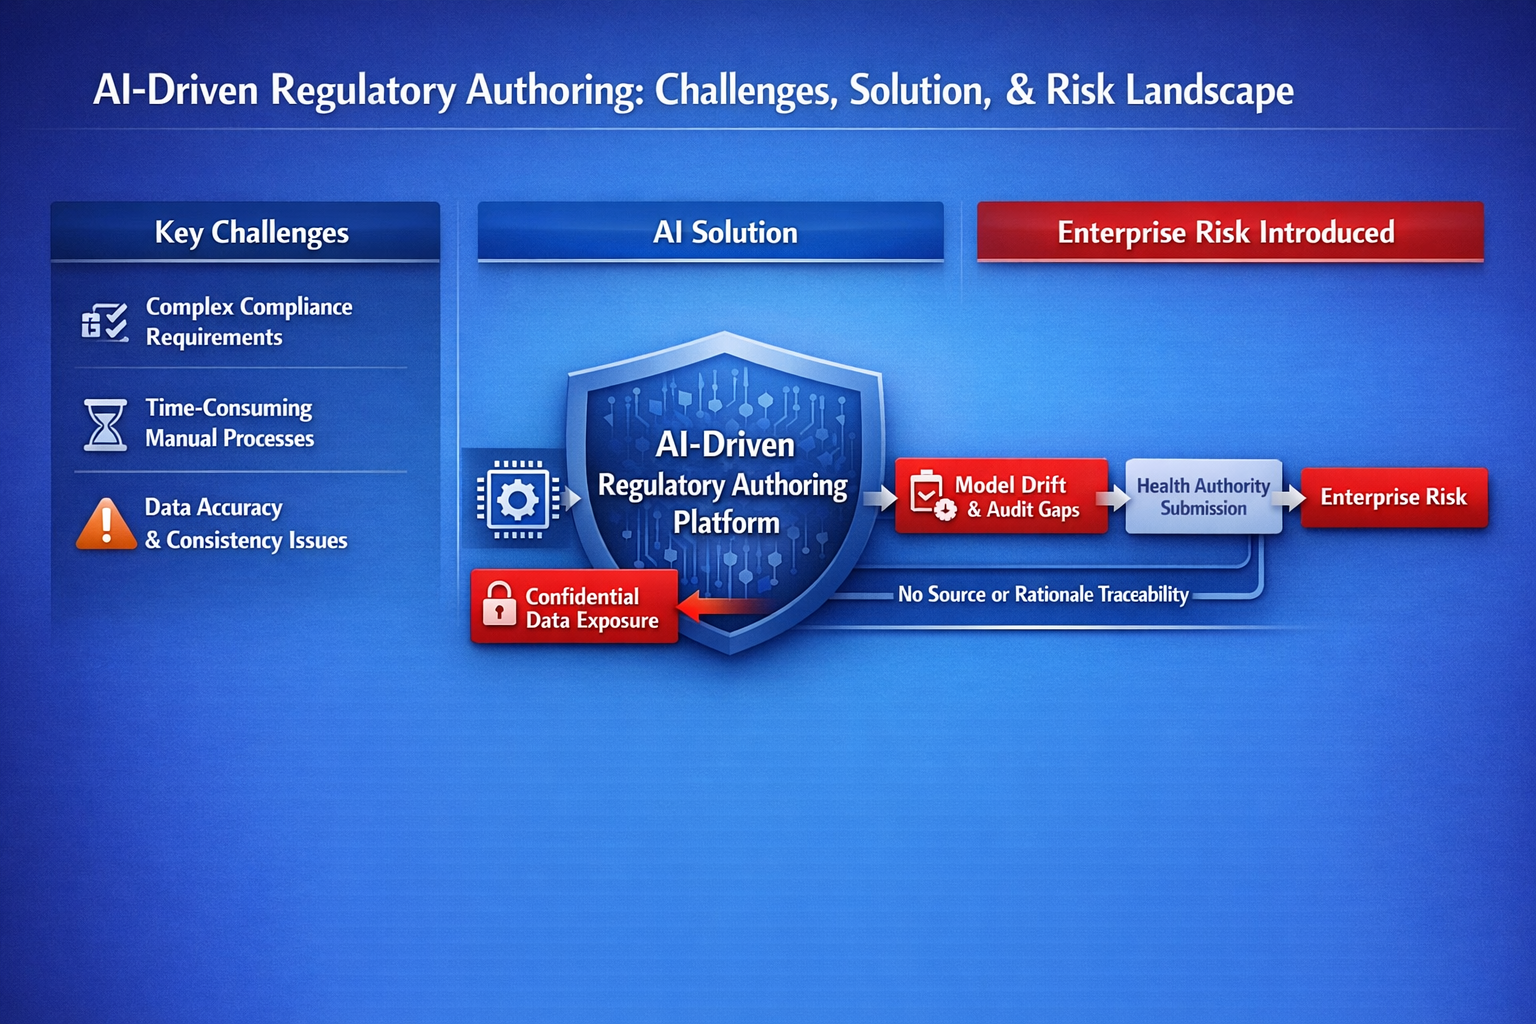 AI-Driven Regulatory Authoring: Challenges, Solution, & Risk Landscape
Key Challenges
Complex Compliance
Requirements
Time-Consuming
Manual Processes
Data Accuracy
& Consistency Issues
AI Solution
AI-Driven
Regulatory Authoring
Platform
Confidential
Data Exposure
Enterprise Risk Introduced
Model Drift
& Audit Gaps
Health Authority
Submission
Enterprise Risk
No Source or Rationale Traceability